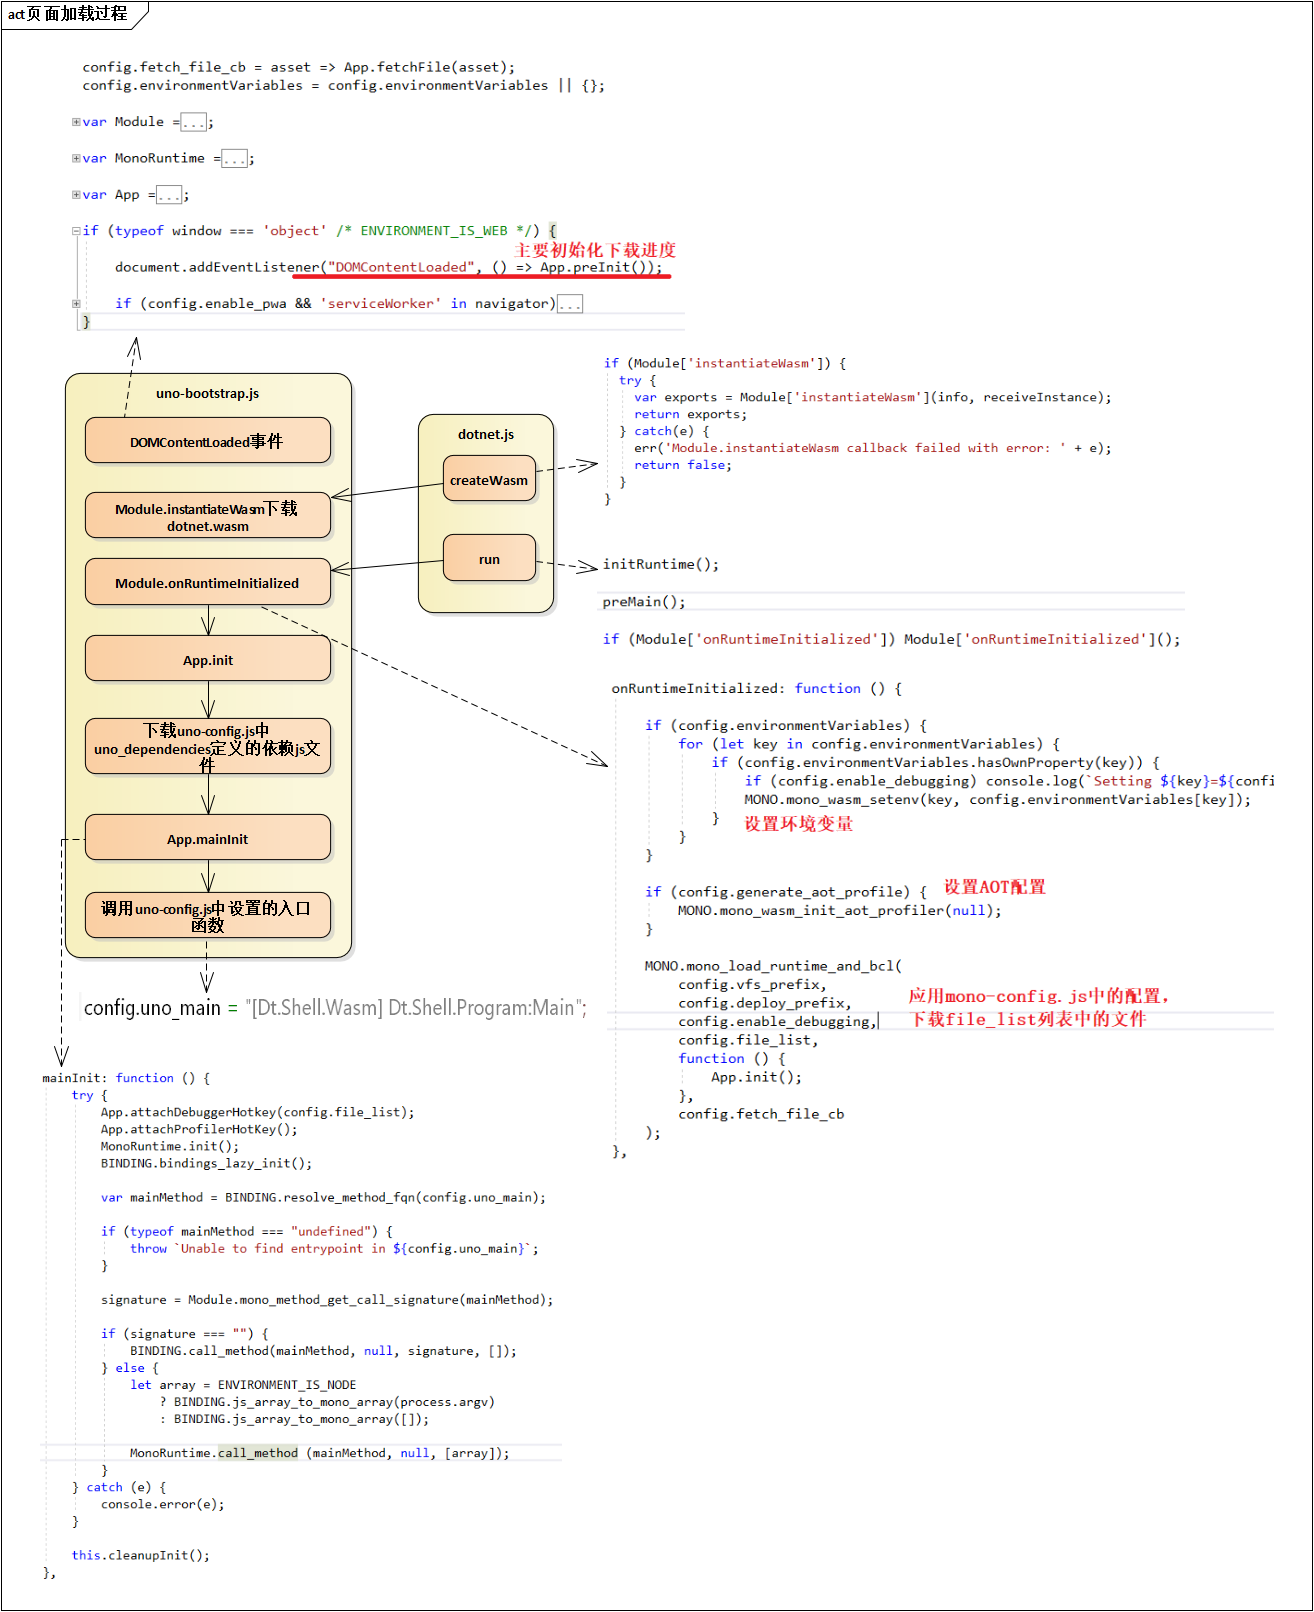 act页面加载过程
config.fetch_file_cb = asset => App.fetchFile(asset);
config.environmentVariables = config.environmentVariables || {};
var Module =...;
var MonoRuntime =...;
var App =...;
if (typeof window === 'object' /* ENVIRONMENT_IS_WEB */) {
主要初始化下载进度
document.addEventListener("DOMContentLoaded", () => App.preInit());
if (config.enable_pwa && 'serviceWorker' in navigator)...
}
uno-bootstrap.js
DOMContentLoaded事件
Module.instantiateWasm下载
dotnet.wasm
Module.onRuntimeInitialized
App.init
下载uno-config.js中
uno_dependencies定义的依赖js文
件
App.mainInit
调用uno-config.js中设置的入口
函数
dotnet.js
createWasm
run
if (Module['instantiateWasm']) {
try {
var exports = Module['instantiateWasm'](info, receiveInstance);
return exports;
} catch(e) {
err('Module.instantiateWasm callback failed with error: ' + e);
return false;
}
}
initRuntime();
preMain();
if (Module['onRuntimeInitialized']) Module['onRuntimeInitialized']();
onRuntimeInitialized: function () {
if (config.environmentVariables) {
for (let key in config.environmentVariables) {
if (config.environmentVariables.hasOwnProperty(key)) {
if (config.enable_debugging) console.log(`Setting ${key}=${confi
MONO.mono_wasm_setenv(key, config.environmentVariables[key]);
}
设置环境变量
}
}
if (config.generate_aot_profile) {
设置AOT配置
MONO.mono_wasm_init_aot_profiler(null);
}
MONO.mono_load_runtime_and_bcl(
config.vfs_prefix,
config.deploy_prefix,
config.enable_debugging,
config.file_list,
function () {
App.init();
},
config.fetch_file_cb
);
},
应用mono-config.js中的配置，
下载file_list列表中的文件
config.uno_main = "[Dt.Shell.Wasm] Dt.Shell.Program:Main";
mainInit: function () {
try {
App.attachDebuggerHotkey(config.file_list);
App.attachProfilerHotKey();
MonoRuntime.init();
BINDING.bindings_lazy_init();
var mainMethod = BINDING.resolve_method_fqn(config.uno_main);
if (typeof mainMethod === "undefined") {
throw `Unable to find entrypoint in ${config.uno_main}`;
}
signature = Module.mono_method_get_call_signature(mainMethod);
if (signature === "") {
BINDING.call_method(mainMethod, null, signature, []);
} else {
let array = ENVIRONMENT_IS_NODE
? BINDING.js_array_to_mono_array(process.argv)
: BINDING.js_array_to_mono_array([]);
MonoRuntime.call_method (mainMethod, null, [array]);
}
} catch (e) {
console.error(e);
}
this.cleanupInit();
},